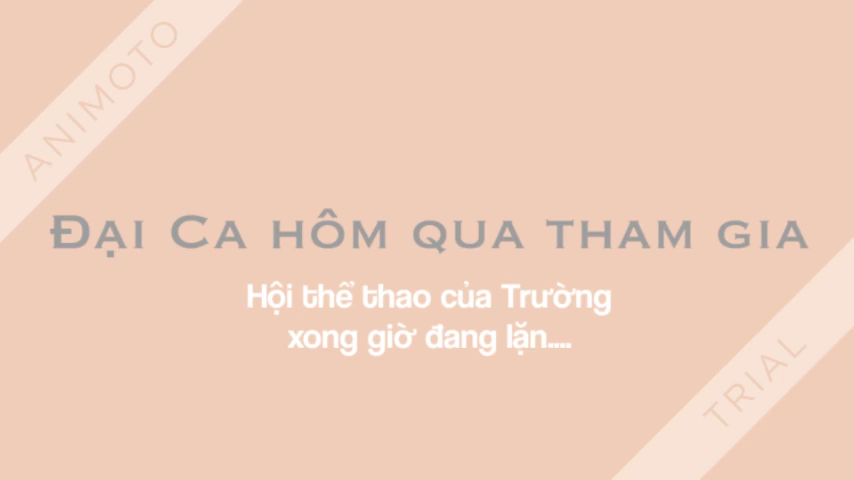 ANIMOTO
Đại Ca hôm qua tham gia
Hội thể thao của Trường
xong giờ đang lặn....
TRIAL